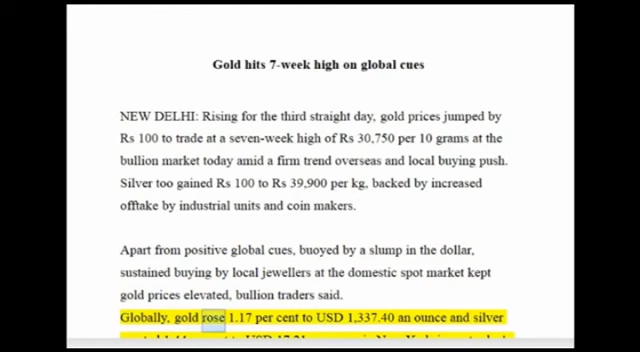 Gold hits 7-week high on global cues
NEW DELHI: Rising for the third straight day, gold prices jumped by
Rs 100 to trade at a seven-week high of Rs 30,750 per 10 grams at the
bullion market today amid a firm trend overseas and local buying push.
Silver too gained Rs 100 to Rs 39,900 per kg, backed by increased
offtake by industrial units and coin makers.
Apart from positive global cues, buoyed by a slump in the dollar,
sustained buying by local jewellers at the domestic spot market kept
gold prices elevated, bullion traders said.
Globally, gold rose 1.17 per cent to USD 1,337.40 an ounce and silver